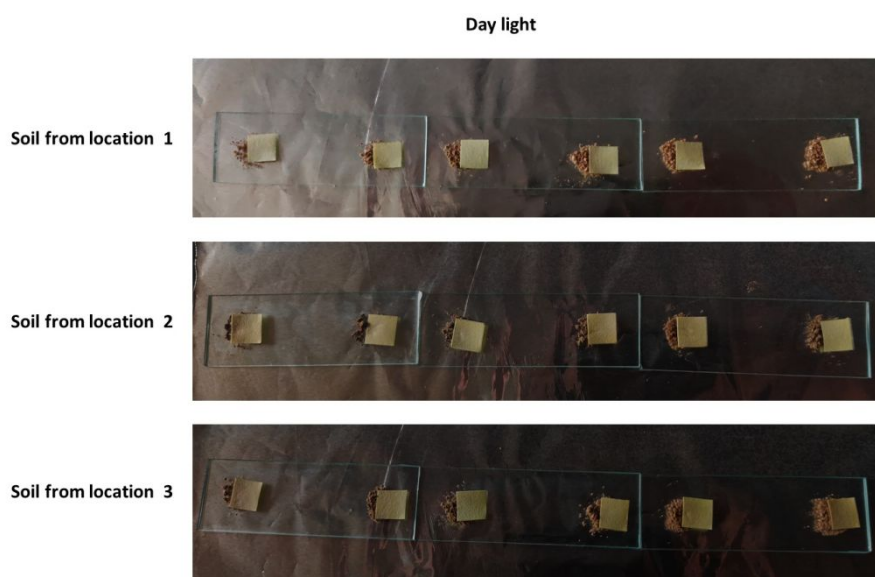 Day light
Soil from location 1
Soil from location 2
Soil from location 3